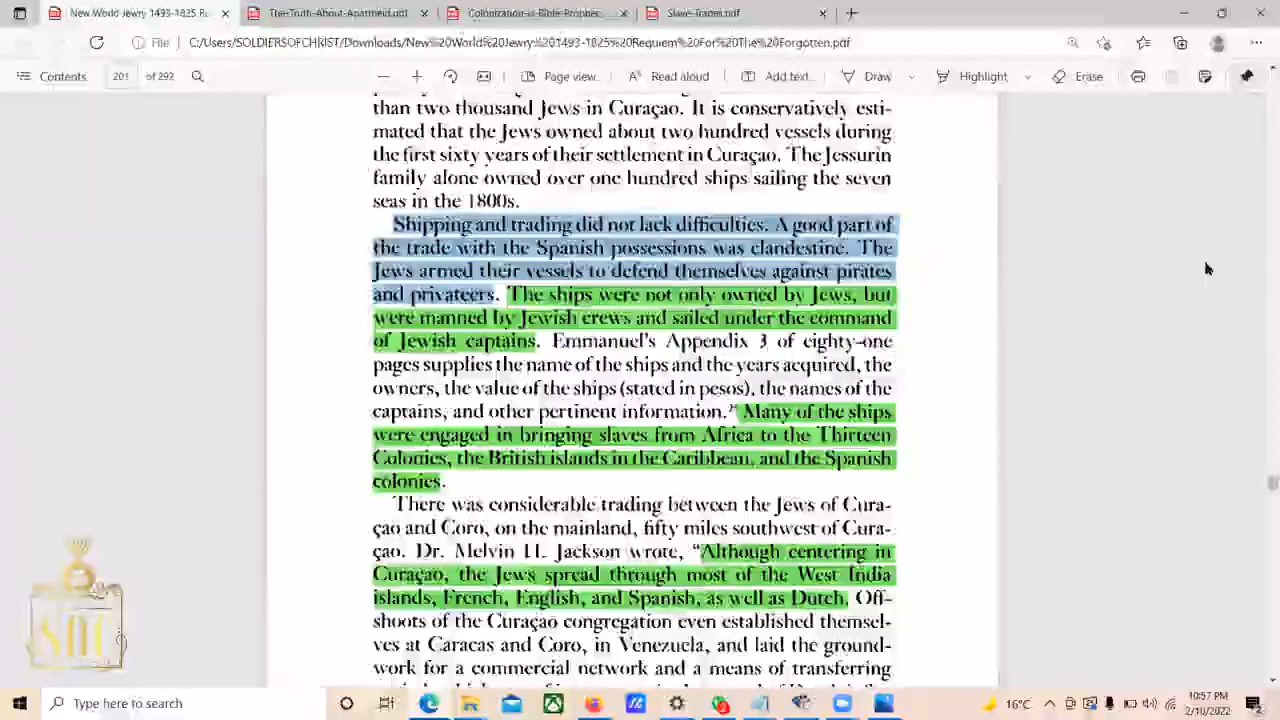 New World Jewry 1493-1825 R
The-Truth-About-Apartheid.pdf
Colonization-in-Bible-Prophec
Slave-Trade.pdf
File
C:/Users/SOLDIERSOFCHRIST/Downloads/New%20World%20Jewry%201493-1825%20Requiem%20For%20The%20Forgotten.pdf
Contents
201
of 292
Page view
Read aloud
Add text
Draw
Highlight
Erase
than two thousand Jews in Curaçao. It is conservatively esti-
mated that the Jews owned about two hundred vessels during
the first sixty years of their settlement in Curaçao. The Jessurin
family alone owned over one hundred ships sailing the seven
seas in the 1800s.
Shipping and trading did not lack difficulties. A good part of
the trade with the Spanish possessions was clandestine. The
Jews armed their vessels to defend themselves against pirates
and privateers. The ships were not only owned by Jews, but
were manned by Jewish crews and sailed under the command
of Jewish captains. Emmanuel's Appendix 3 of eighty-one
pages supplies the name of the ships and the years acquired, the
owners, the value of the ships (stated in pesos), the names of the
captains, and other pertinent information." Many of the ships
were engaged in bringing slaves from Africa to the Thirteen
Colonies, the British islands in the Caribbean, and the Spanish
colonies.
There was considerable trading between the Jews of Cura-
çao and Coro, on the mainland, fifty miles southwest of Cura-
çao. Dr. Melvin H. Jackson wrote, "Although centering in
Curaçao, the Jews spread through most of the West India
islands, French, English, and Spanish, as well as Dutch. Off-
shoots of the Curaçao congregation even established themsel-
ves at Caracas and Coro, in Venezuela, and laid the ground-
work for a commercial network and a means of transferring
Type here to search
16°C
10:57 PM
2/10/2022